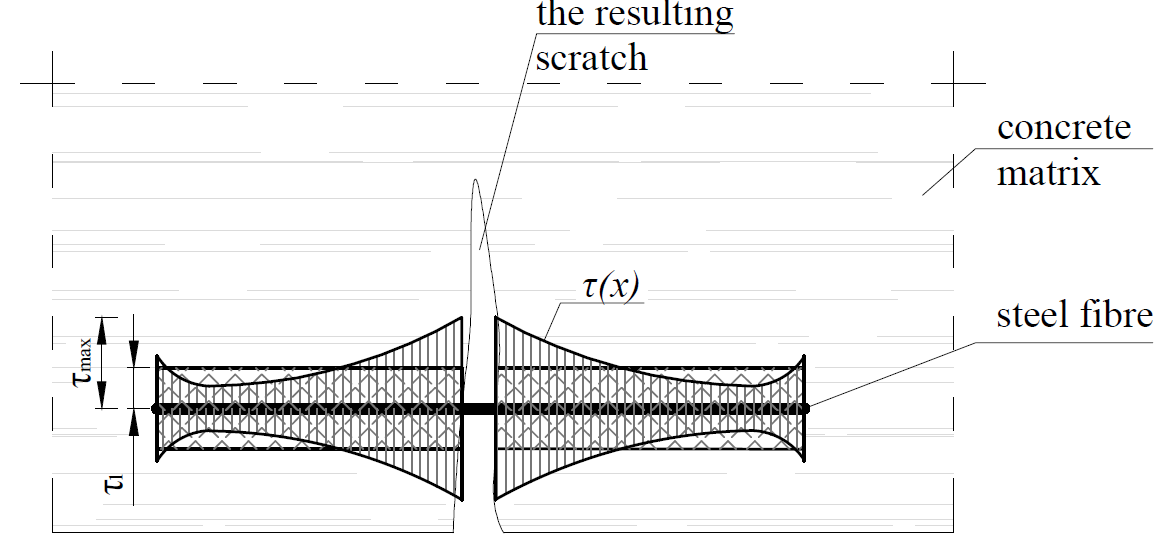 the resulting
scratch
concrete
matrix
τ(x)
steel fibre
τmax
τl